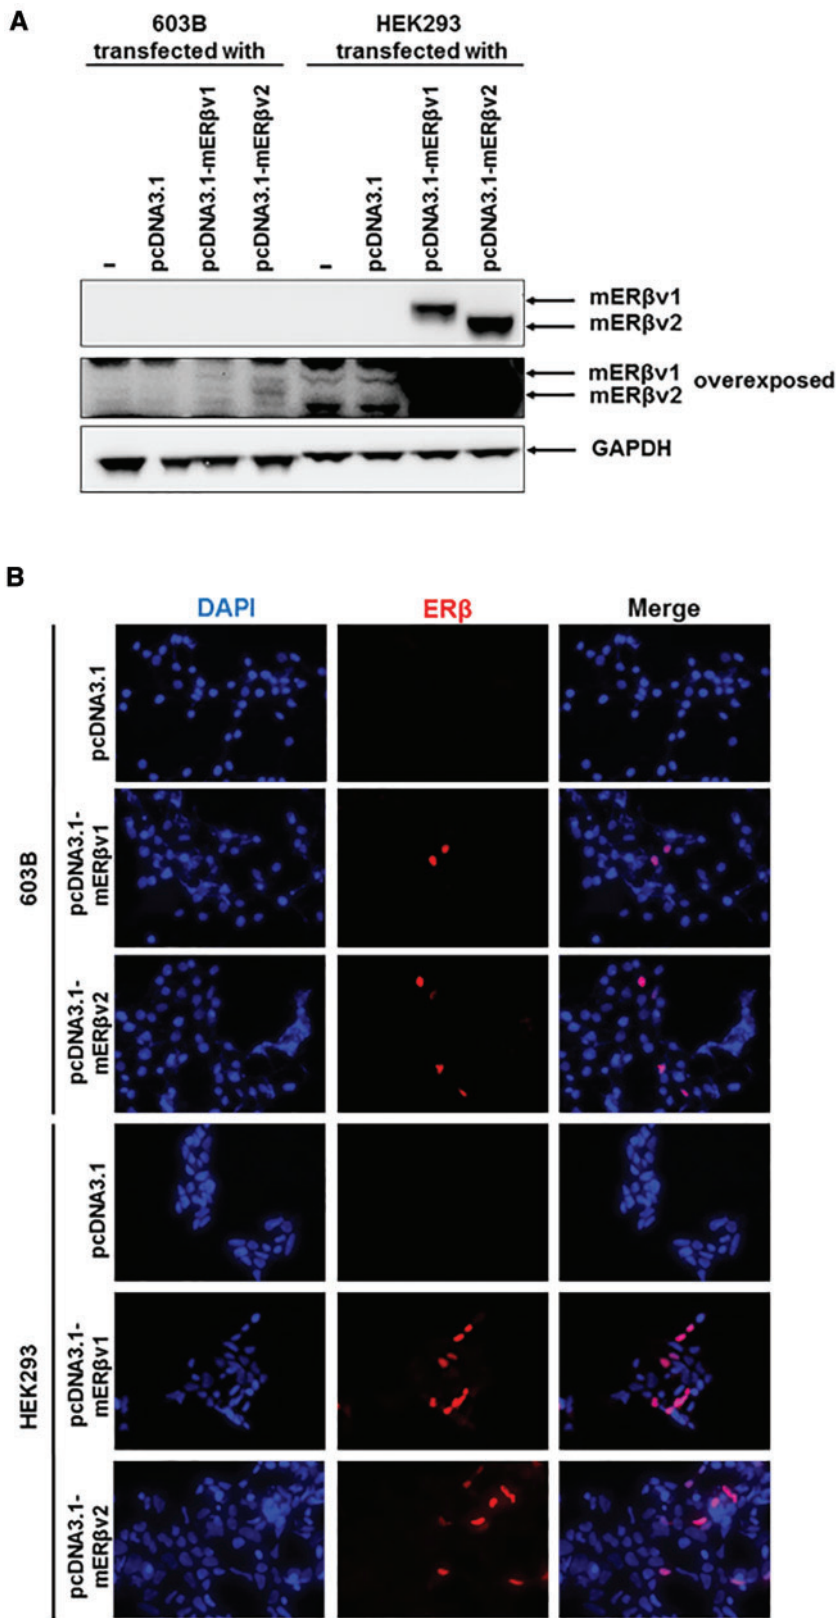 A
603B
transfected with
HEK293
transfected with
-
pcDNA3.1
pcDNA3.1-mERβv1
pcDNA3.1-mERβv2
-
pcDNA3.1
pcDNA3.1-mERβv1
pcDNA3.1-mERβv2
mERβv1
mERβv2
mERβv1
mERβv2
overexposed
GAPDH
B
DAPI
ERβ
Merge
603B
pcDNA3.1
pcDNA3.1-
mERβv1
pcDNA3.1-
mERβv2
HEK293
pcDNA3.1
pcDNA3.1-
mERβv1
pcDNA3.1-
mERβv2